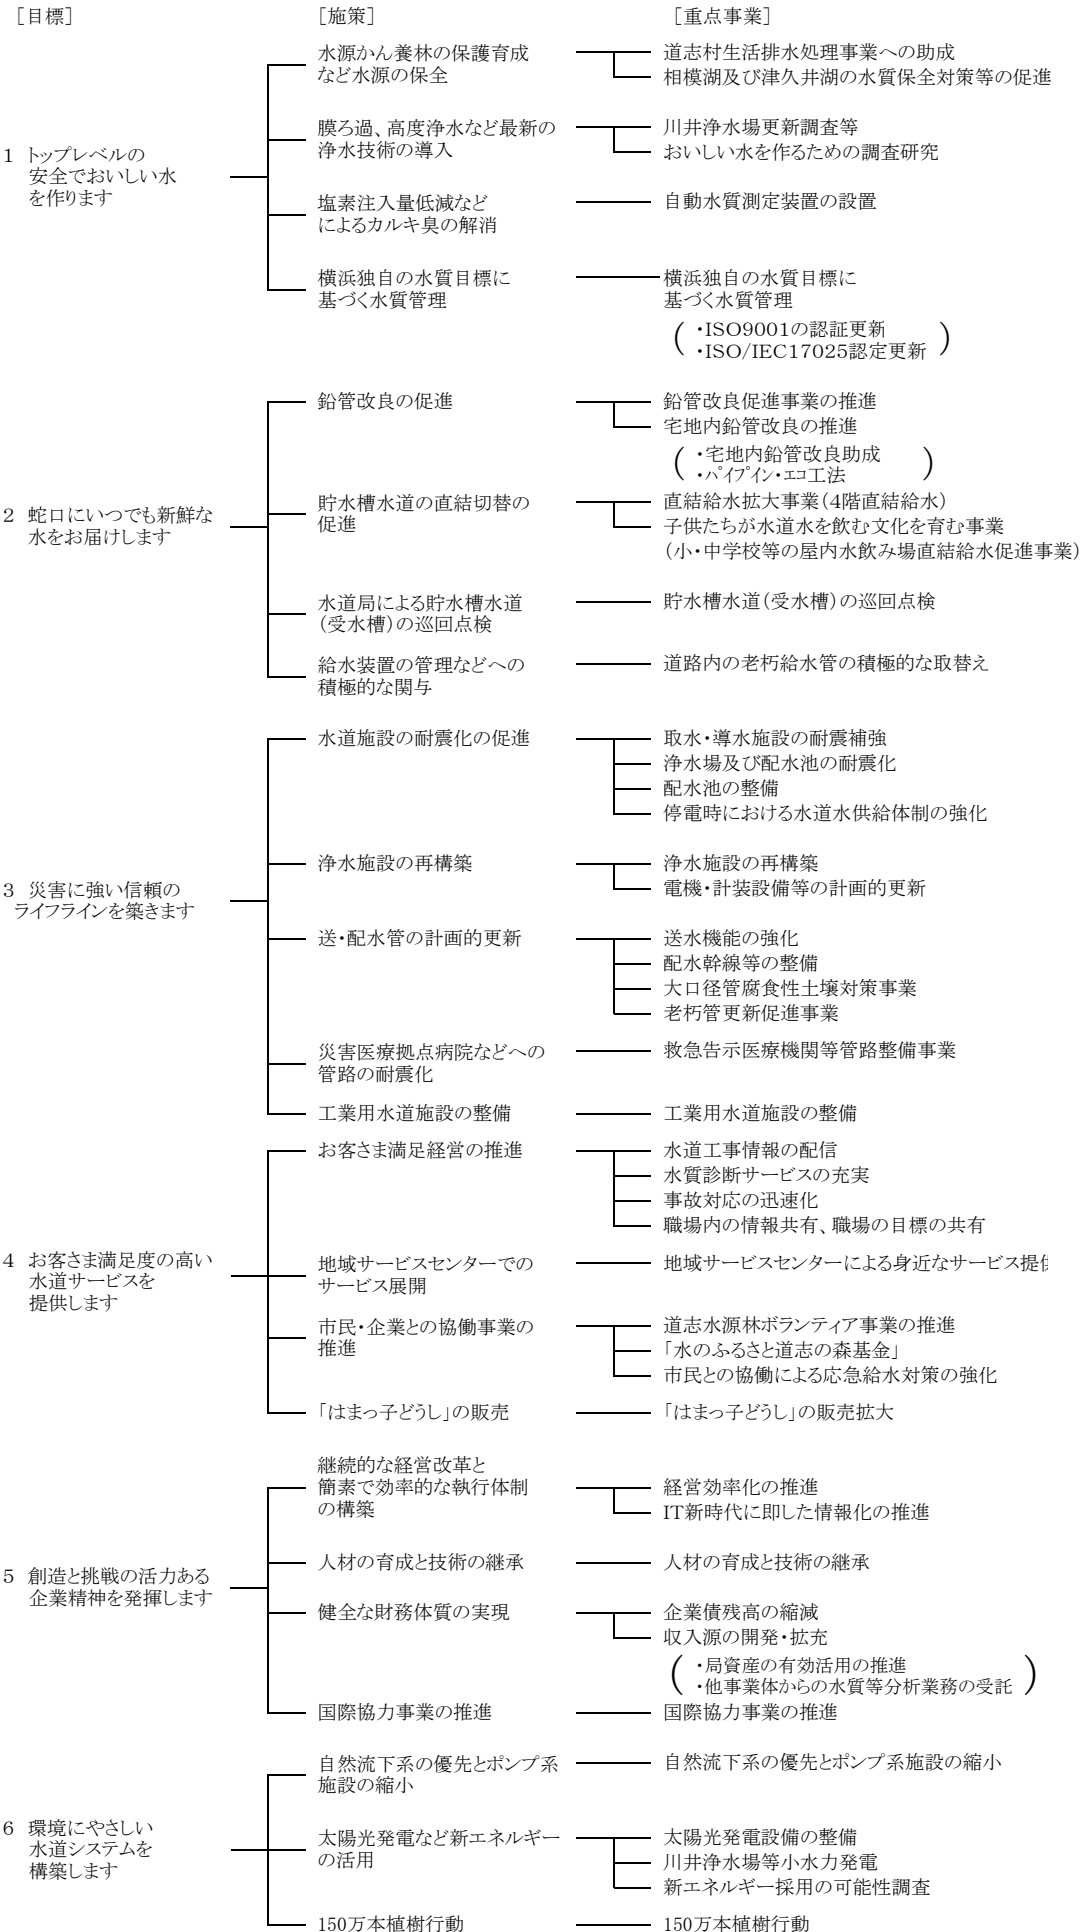 ［目標］
［施策］
［重点事業］
1 トップレベルの
安全でおいしい水
を作ります
水源かん養林の保護育成
など水源の保全
道志村生活排水処理事業への助成
相模湖及び津久井湖の水質保全対策等の促進
膜ろ過、高度浄水など最新の
浄水技術の導入
川井浄水場更新調査等
おいしい水を作るための調査研究
塩素注入量低減など
によるカルキ臭の解消
自動水質測定装置の設置
横浜独自の水質目標に
基づく水質管理
横浜独自の水質目標に
基づく水質管理
・ISO9001の認証更新
・ISO/IEC17025認定更新
2 蛇口にいつでも新鮮な
水をお届けします
鉛管改良の促進
鉛管改良促進事業の推進
宅地内鉛管改良の推進
・宅地内鉛管改良助成
・パイプイン・エコ工法
貯水槽水道の直結切替の
促進
直結給水拡大事業（4階直結給水）
子供たちが水道水を飲む文化を育む事業
（小・中学校等の屋内水飲み場直結給水促進事業）
水道局による貯水槽水道
（受水槽）の巡回点検
貯水槽水道（受水槽）の巡回点検
給水装置の管理などへの
積極的な関与
道路内の老朽給水管の積極的な取替え
3 災害に強い信頼の
ライフラインを築きます
水道施設の耐震化の促進
取水・導水施設の耐震補強
浄水場及び配水池の耐震化
配水池の整備
停電時における水道水供給体制の強化
浄水施設の再構築
浄水施設の再構築
電機・計装設備等の計画的更新
送・配水管の計画的更新
送水機能の強化
配水幹線等の整備
大口径管腐食性土壌対策事業
老朽管更新促進事業
災害医療拠点病院などへの
管路の耐震化
救急告示医療機関等管路整備事業
工業用水道施設の整備
工業用水道施設の整備
4 お客さま満足度の高い
水道サービスを
提供します
お客さま満足経営の推進
水道工事情報の配信
水質診断サービスの充実
事故対応の迅速化
職場内の情報共有、職場の目標の共有
地域サービスセンターでの
サービス展開
地域サービスセンターによる身近なサービス提供
市民・企業との協働事業の
推進
道志水源林ボランティア事業の推進
「水のふるさと道志の森基金」
市民との協働による応急給水対策の強化
「はまっ子どうし」の販売
「はまっ子どうし」の販売拡大
5 創造と挑戦の活力ある
企業精神を発揮します
継続的な経営改革と
簡素で効率的な執行体制
の構築
経営効率化の推進
IT新時代に即した情報化の推進
人材の育成と技術の継承
人材の育成と技術の継承
健全な財務体質の実現
企業債残高の縮減
収入源の開発・拡充
・局資産の有効活用の推進
・他事業体からの水質等分析業務の受託
国際協力事業の推進
国際協力事業の推進
6 環境にやさしい
水道システムを
構築します
自然流下系の優先とポンプ系
施設の縮小
自然流下系の優先とポンプ系施設の縮小
太陽光発電など新エネルギー
の活用
太陽光発電設備の整備
川井浄水場等小水力発電
新エネルギー採用の可能性調査
150万本植樹行動
150万本植樹行動